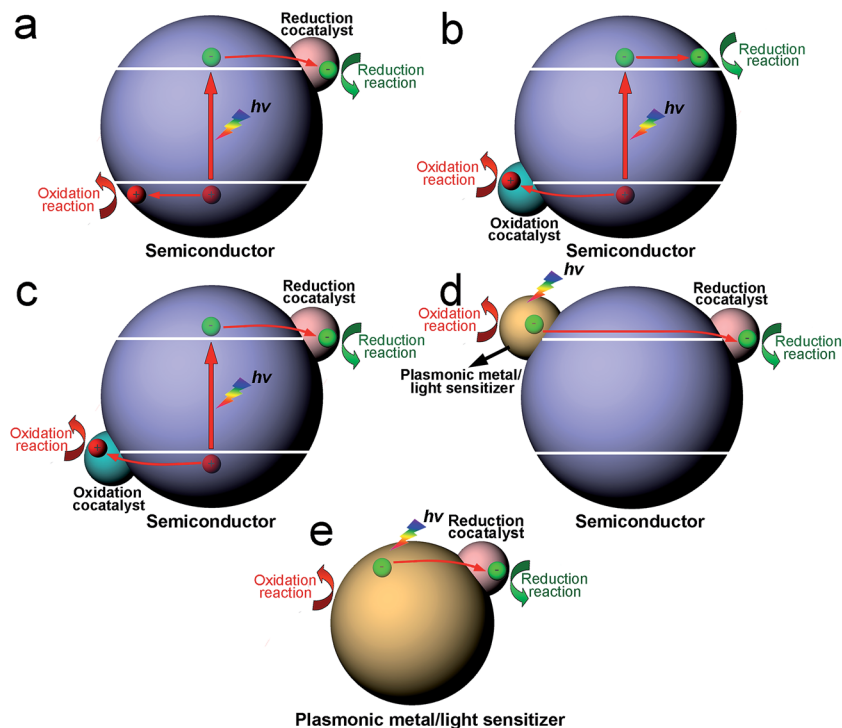 a
Reduction
cocatalyst
-
-
Reduction
reaction
hv
Oxidation
reaction
+
Semiconductor
b
-
-
Reduction
reaction
hv
Oxidation
reaction
+
Oxidation
cocatalyst
Semiconductor
c
Reduction
cocatalyst
-
-
Reduction
reaction
hv
Oxidation
reaction
+
Oxidation
cocatalyst
Semiconductor
d
hv
Reduction
cocatalyst
Oxidation
reaction
-
-
Reduction
reaction
Plasmonic metal/
light sensitizer
Semiconductor
e
hv
Reduction
cocatalyst
Oxidation
reaction
-
-
Reduction
reaction
Plasmonic metal/light sensitizer